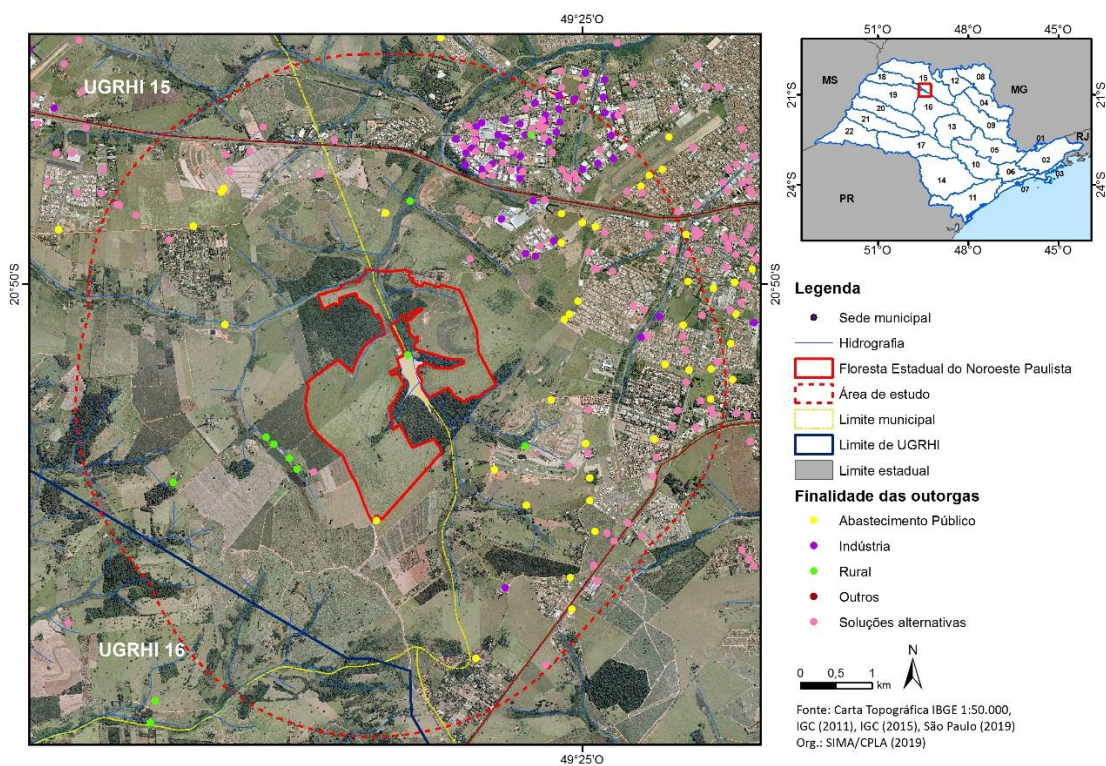 49°25'O
20°50'S
UGRHI 15
UGRHI 16
20°50'S
49°25'O
51°O
48°O
45°O
21°S
24°S
21°S
24°S
MS
MG
RJ
PR
18
15
12
08
19
16
04
20
21
13
09
22
17
05
01
10
06
02
03
14
07
11
51°O
48°O
45°O
Legenda
Sede municipal
Hidrografia
Floresta Estadual do Noroeste Paulista
Área de estudo
Limite municipal
Limite de UGRHI
Limite estadual
Finalidade das outorgas
Abastecimento Público
Indústria
Rural
Outros
Soluções alternativas
0 0,5 1
km
N
Fonte: Carta Topográfica IBGE 1:50.000,
IGC (2011), IGC (2015), São Paulo (2019)
Org.: SIMA/CPLA (2019)